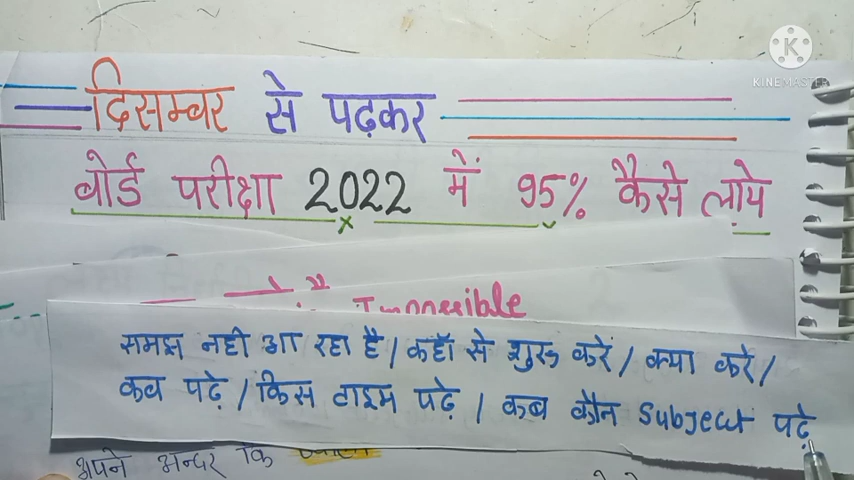 KINEMASTER
दिसम्बर से पढ़कर
बोर्ड परीक्षा 2022 में 95% कैसे लाये
Impossible
समझ नही आ रहा है / कहाँ से शुरू करें / क्या करे /
कब पढ़े / किस टाइम पढ़े / कब कौन Subject पढ़े
अपने अन्दर कि